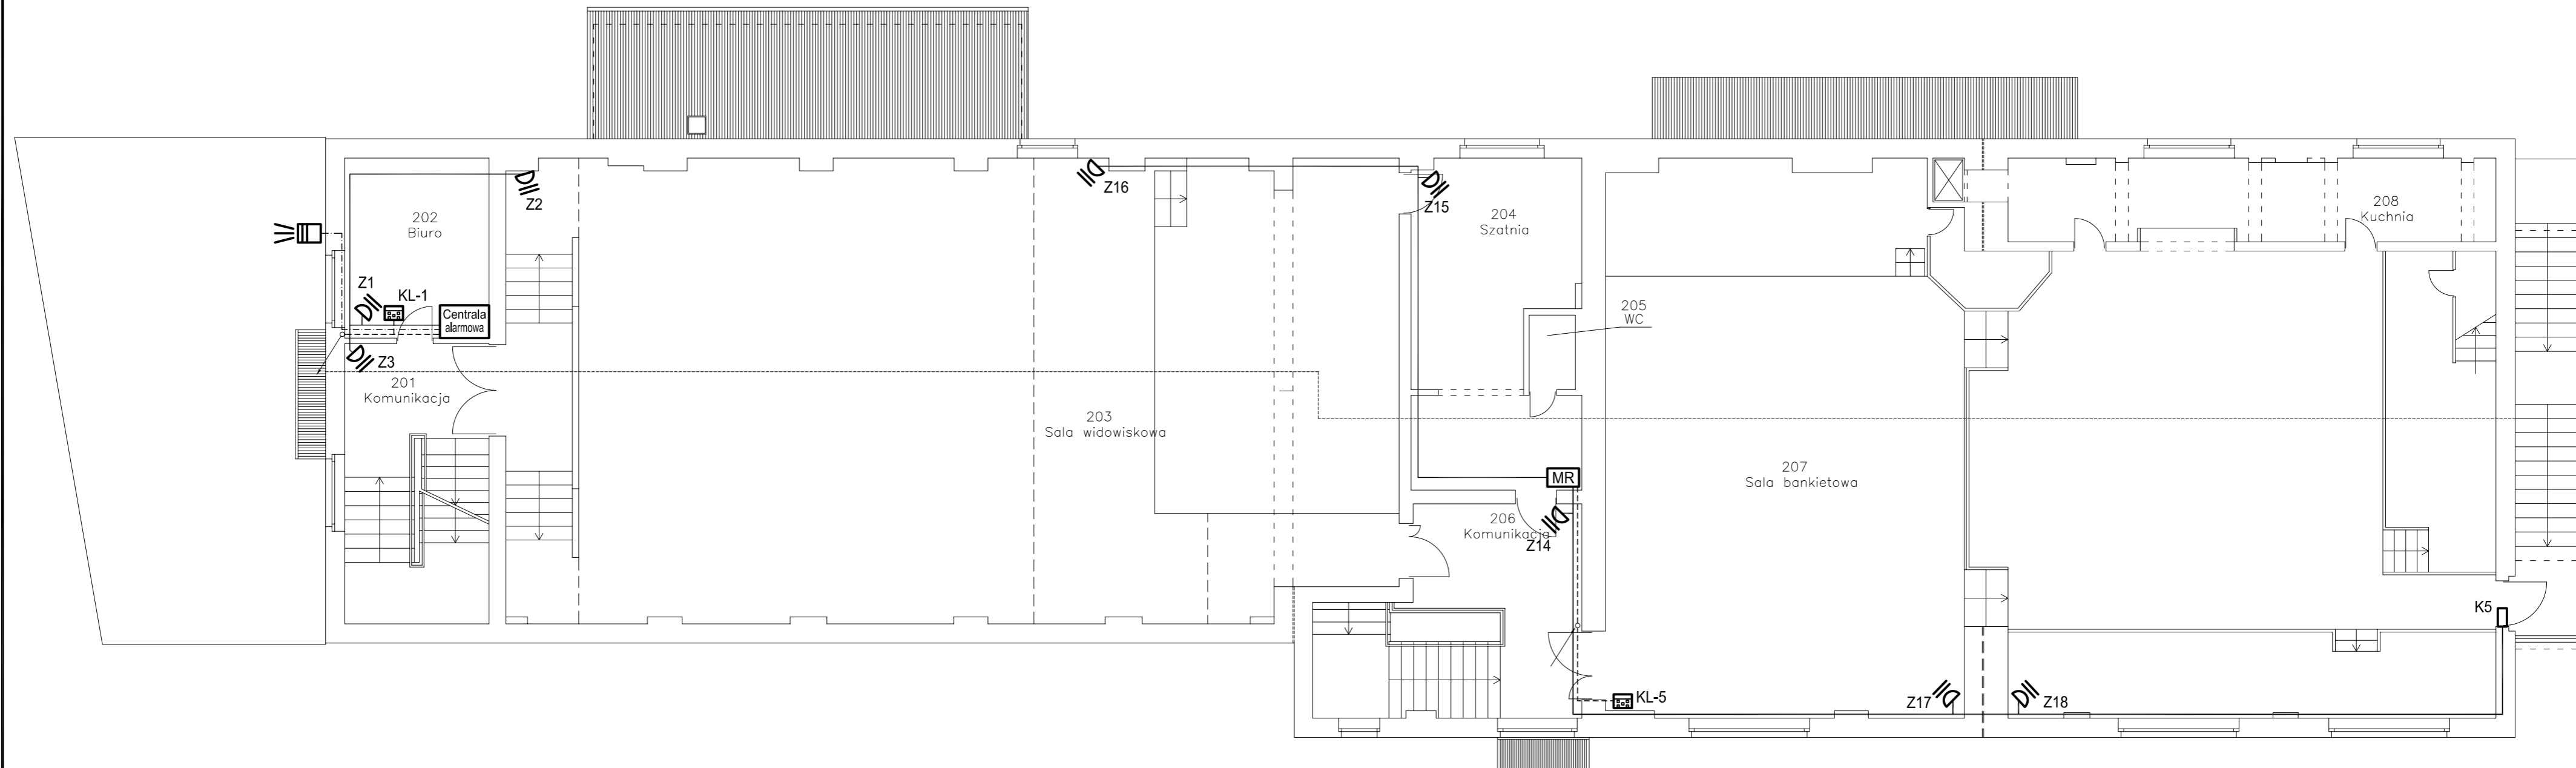 Z16
Z2
Z15
202
Biuro
204
Szatnia
208
Kuchnia
Z1
KL-1
Centrala
alarmowa
205
WC
Z3
201
Komunikacja
203
Sala widowiskowa
207
Sala bankietowa
MR
206
Komunikacja
Z14
K5
KL-5
Z17
Z18